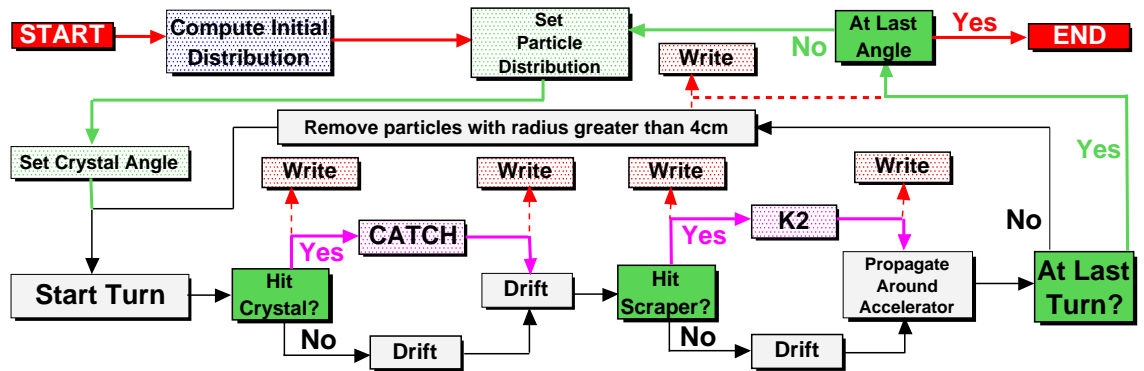 START
Compute Initial
Distribution
Set
Particle
Distribution
No
At Last
Angle
Yes
END
Write
Remove particles with radius greater than 4cm
Set Crystal Angle
Write
Write
Write
Write
Yes
Yes
CATCH
Yes
K2
No
Start Turn
Hit
Crystal?
Drift
Hit
Scraper?
Propagate
Around
Accelerator
At Last
Turn?
No
Drift
No
Drift